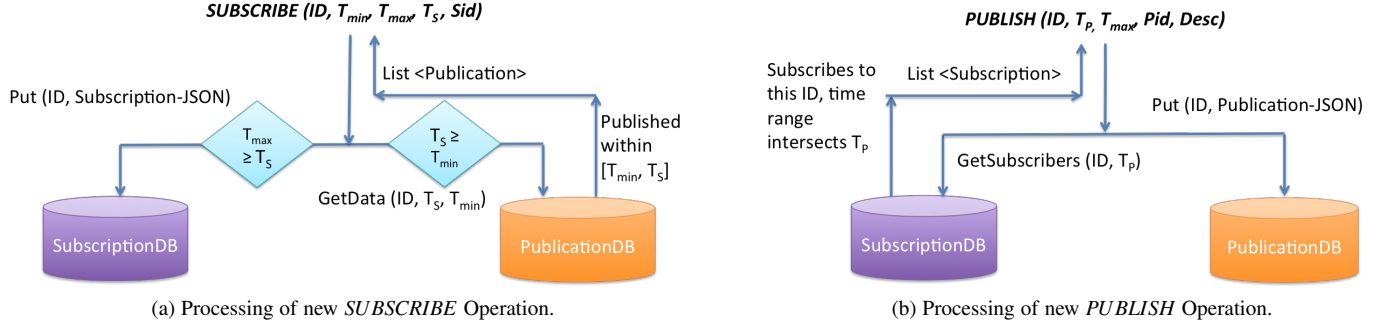 SUBSCRIBE (ID, Tmin, Tmax, TS, Sid)
List <Publication>
Put (ID, Subscription-JSON)
Tmax
≥ TS
TS ≥
Tmin
Published
within
[Tmin, TS]
GetData (ID, TS, Tmin)
SubscriptionDB
PublicationDB
(a) Processing of new SUBSCRIBE Operation.
PUBLISH (ID, TP, Tmax, Pid, Desc)
Subscribes to
this ID, time
range
intersects TP
List <Subscription>
Put (ID, Publication-JSON)
GetSubscribers (ID, TP)
SubscriptionDB
PublicationDB
(b) Processing of new PUBLISH Operation.